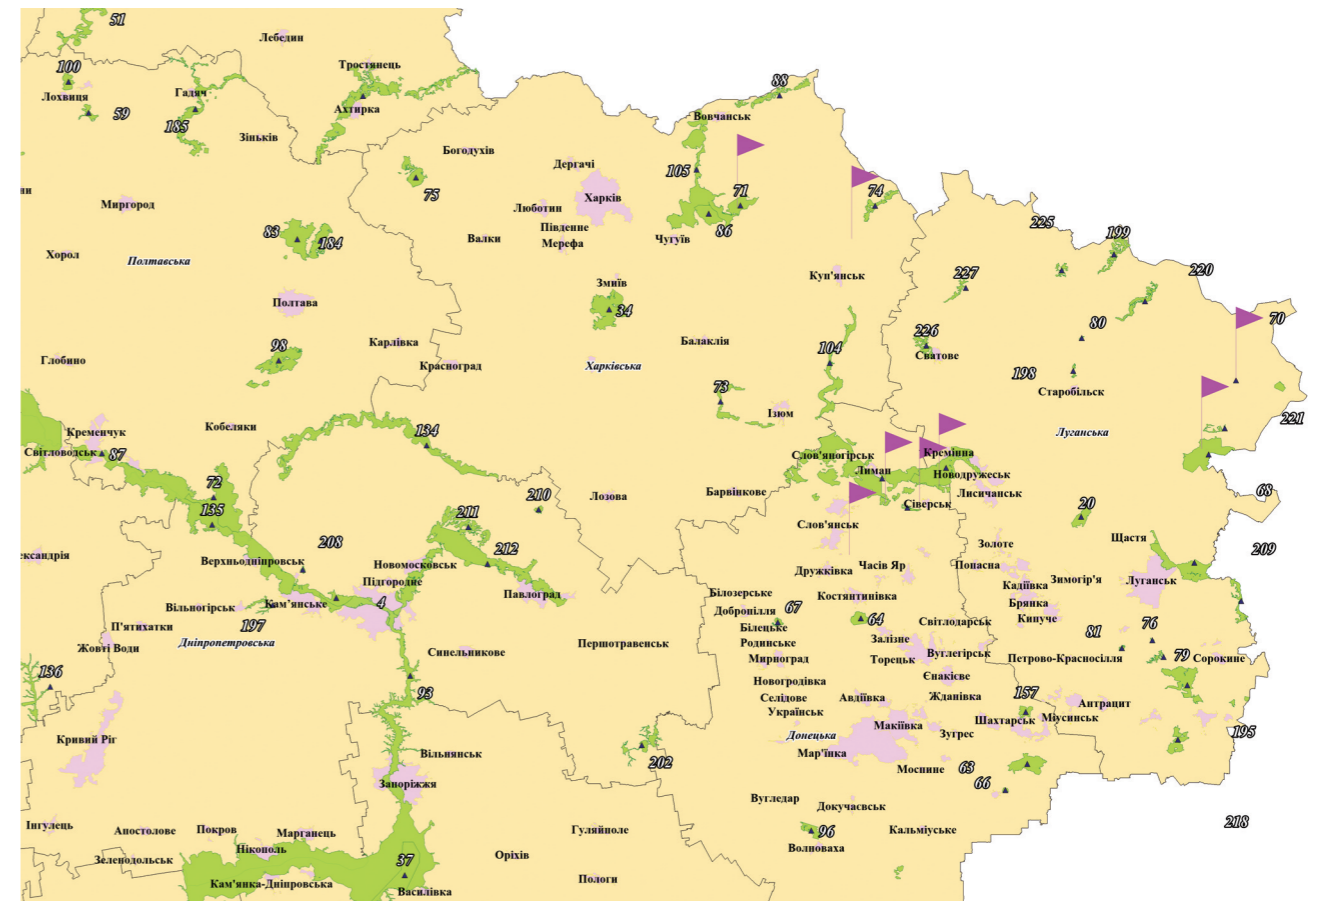 51
Лебедин
Тростянець
100
Лохвиця
Гадяч
88
59
Ахтирка
Вовчанськ
185
Зіньків
Богодухів
Дергачі
105
75
Харків
71
74
ни
Миргород
Люботин
225
83
184
Валки
Південне
Мерефа
Чугуїв
86
199
Хорол
Полтавська
227
220
Куп'янськ
Змиїв
Полтава
34
70
80
226
Карлівка
Балаклія
104
Сватове
98
Глобино
Красноград
Харківська
198
73
Старобільск
Ізюм
221
Кобеляки
Кременчук
134
Луганська
Світловодськ
87
Слов'яногірськ
Кремінна
Лиман
Новодружеськ
72
210
Лозова
Барвінкове
Лисичанськ
68
135
211
Сіверськ
20
Слов'янськ
Щастя
208
212
Золоте
209
ександрія
Верхньодніпровськ
Новомосковськ
Часів Яр
Попасна
Підгородне
Дружківка
Зимогір'я
Луганськ
Кам'янське
4
Павлоград
Білозерське
Костянтинівка
Кадіївка
Вільногірськ
67
Добропілля
64
Світлодарськ
Брянка
197
П'ятихатки
Білецьке
Кипуче
81
76
Дніпропетровська
Першотравенськ
Родинське
Залізне
Жовті Води
Синельникове
Мирноград
Торецьк
Вуглегірськ
Петрово-Красносілля
79
Сорокине
136
Новогродівка
Єнакієве
93
Селідове
Авдіївка
Жданівка
157
Антрацит
Українськ
Шахтарськ
Міусинськ
Макіївка
195
Кривий Ріг
Донецька
Зугрес
Вільнянськ
Мар'їнка
202
Моспине
63
Запоріжжя
66
Вугледар
Докучаєвськ
218
Інгулець
Апостолове
Покров
Марганець
Гуляйполе
96
Кальміуське
Нікополь
Волноваха
Зеленодольськ
37
Оріхів
Кам'янка-Дніпровська
Василівка
Пологи